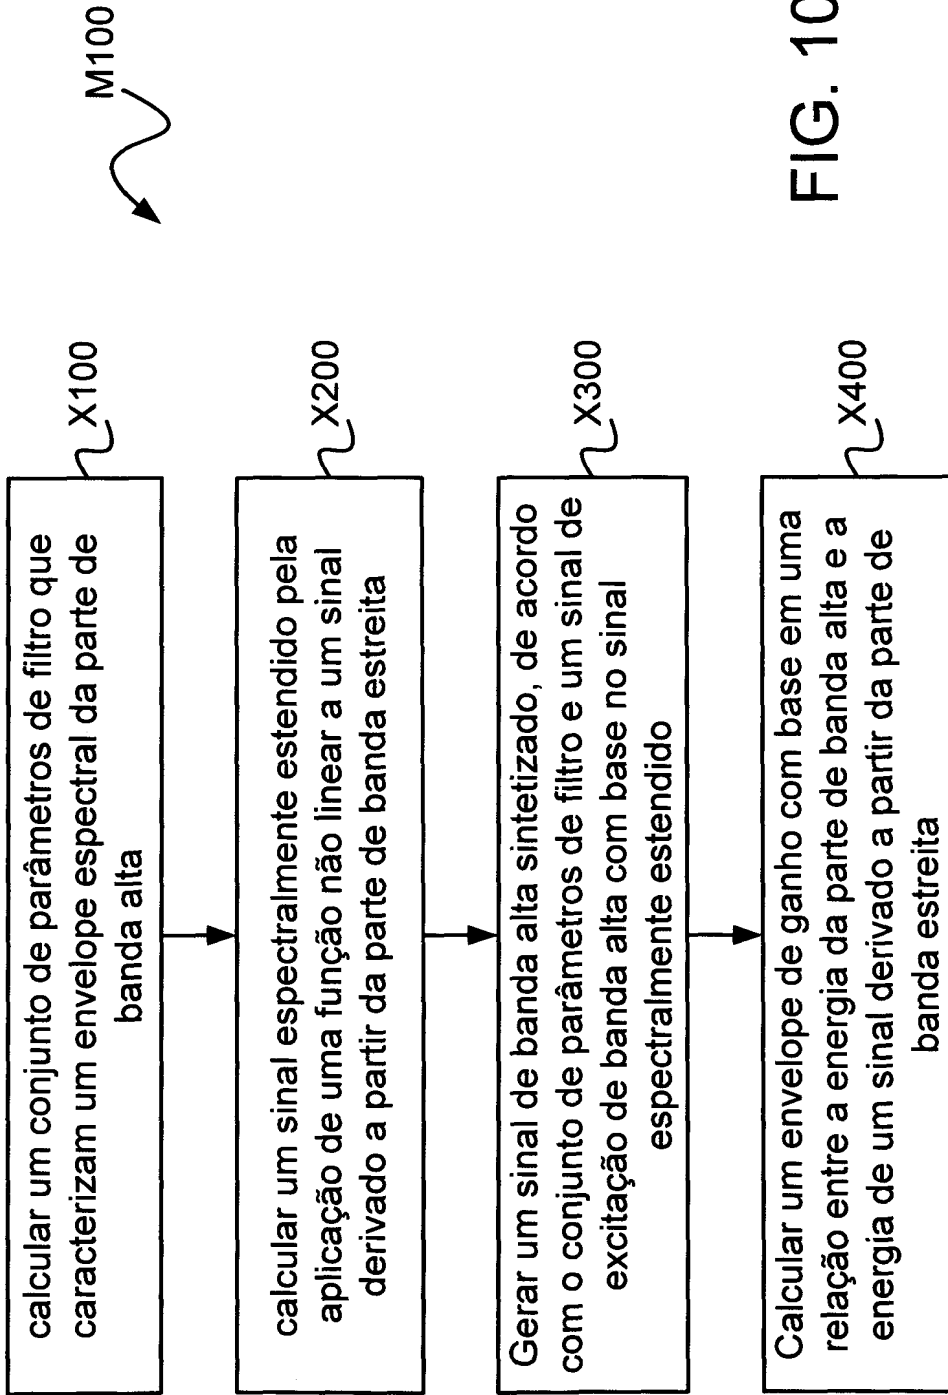 M100
calcular um conjunto de parâmetros de filtro que
caracterizam um envelope espectral da parte de
banda alta
X100
calcular um sinal espectralmente estendido pela
aplicação de uma função não linear a um sinal
derivado a partir da parte de banda estreita
X200
Gerar um sinal de banda alta sintetizado, de acordo
com o conjunto de parâmetros de filtro e um sinal de
excitação de banda alta com base no sinal
espectralmente estendido
X300
Calcular um envelope de ganho com base em uma
relação entre a energia da parte de banda alta e a
energia de um sinal derivado a partir da parte de
banda estreita
X400
FIG. 10